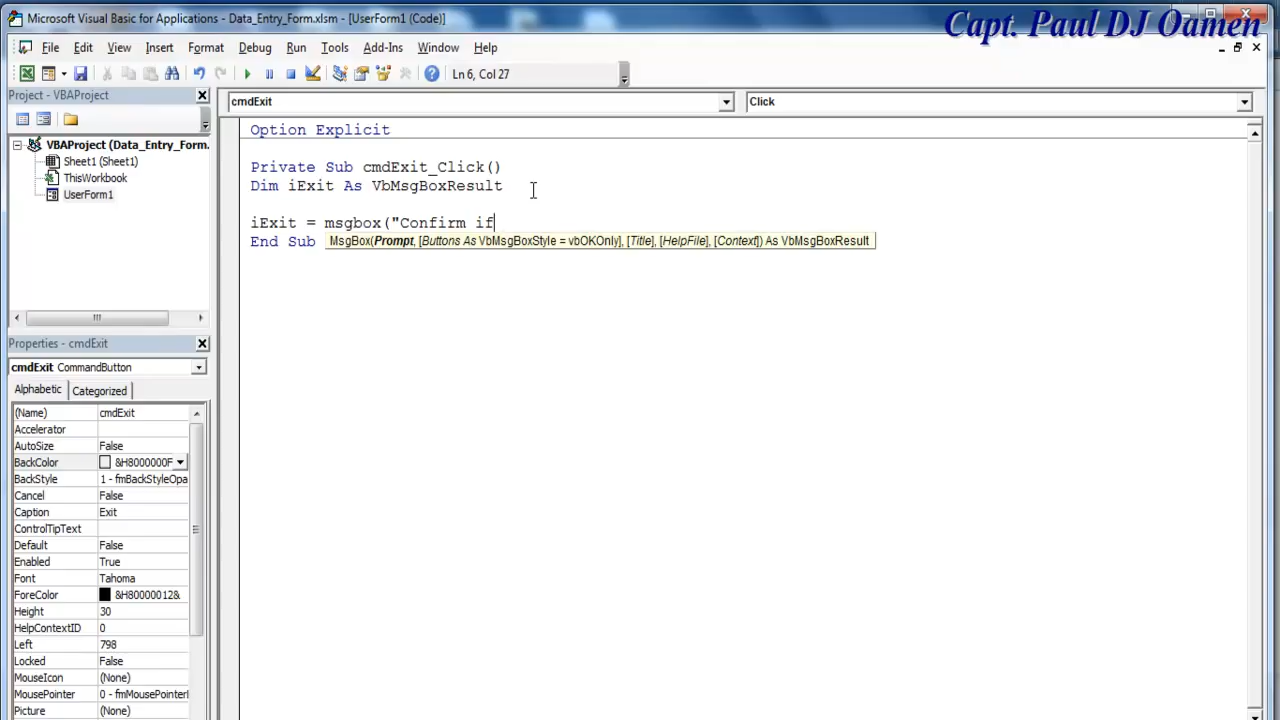 Microsoft Visual Basic for Applications - Data_Entry_Form.xlsm - [UserForm1 (Code)]
Capt. Paul DJ Oamen
File Edit View Insert Format Debug Run Tools Add-Ins Window Help
Ln 6, Col 27
Project - VBAProject
cmdExit
Click
VBAProject (Data_Entry_Form.
Sheet1 (Sheet1)
ThisWorkbook
UserForm1
Option Explicit
Private Sub cmdExit_Click()
Dim iExit As VbMsgBoxResult
iExit = msgbox("Confirm if
End Sub
MsgBox(Prompt, [Buttons As VbMsgBoxStyle = vbOKOnly], [Title], [HelpFile], [Context]) As VbMsgBoxResult
Properties - cmdExit
cmdExit CommandButton
Alphabetic Categorized
(Name) cmdExit
Accelerator
AutoSize False
BackColor &H8000000F
BackStyle 1 - fmBackStyleOpa
Cancel False
Caption Exit
ControlTipText
Default False
Enabled True
Font Tahoma
ForeColor &H80000012&
Height 30
HelpContextID 0
Left 798
Locked False
MouseIcon (None)
MousePointer 0 - fmMousePointerI
Picture (None)